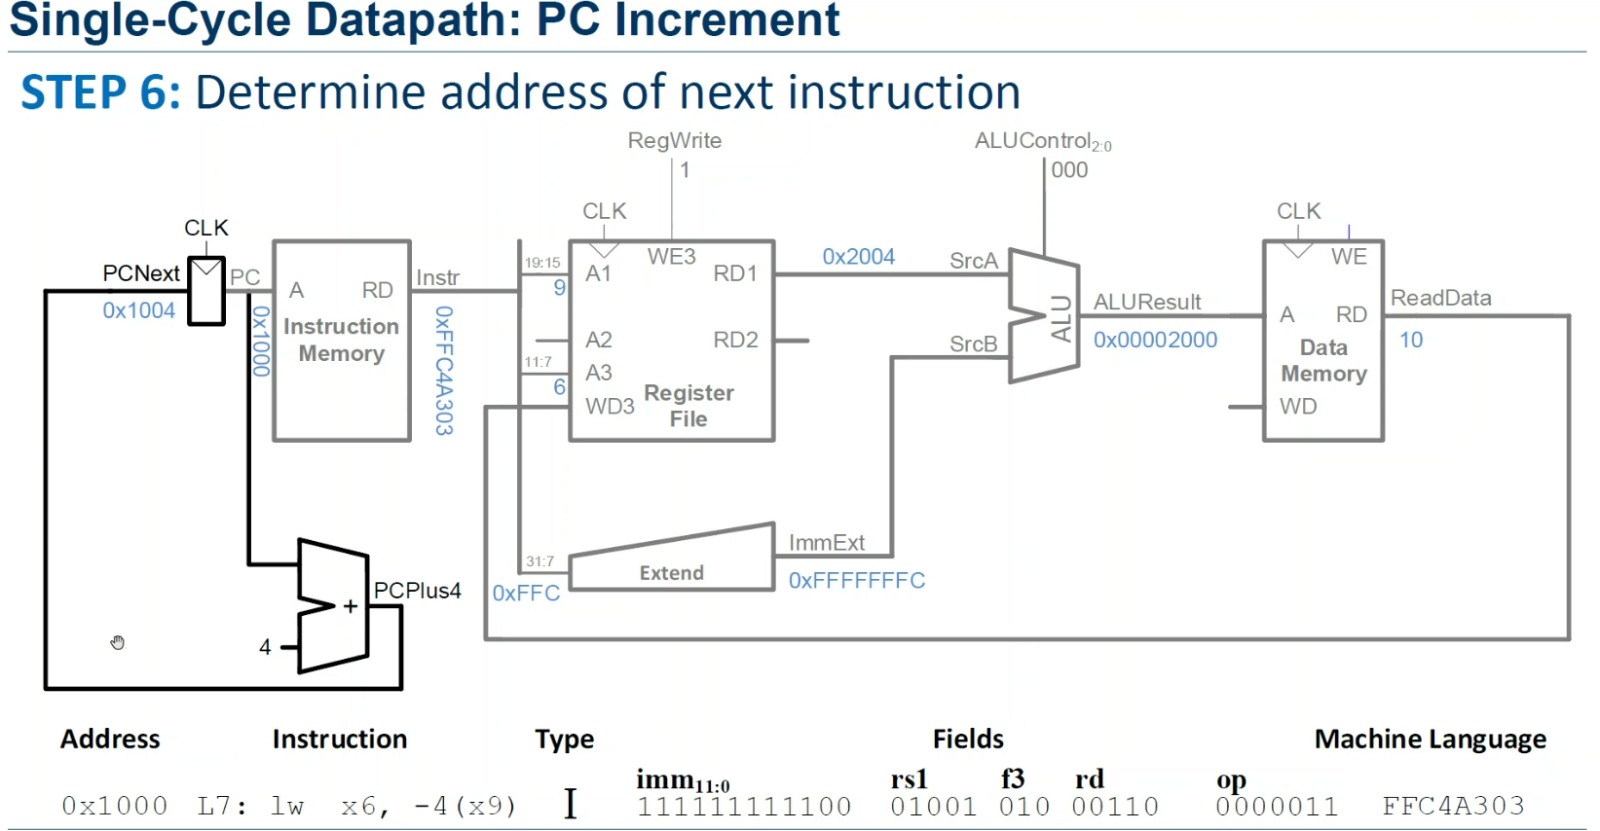 Single-Cycle Datapath: PC Increment
STEP 6: Determine address of next instruction
RegWrite
1
ALUControl2:0
000
CLK
PCNext
0x1004
PC
0x1000
A
RD
Instruction
Memory
Instr
0xFFC4A303
CLK
19:15
9
A1
WE3
RD1
A2
RD2
11:7
6
A3
WD3
Register
File
0x2004
SrcA
SrcB
ALU
ALUResult
0x00002000
CLK
WE
A
RD
Data
Memory
WD
ReadData
10
31:7
0xFFC
Extend
ImmExt
0xFFFFFFFC
+
PCPlus4
4
Address Instruction Type Fields Machine Language
imm11:0 rs1 f3 rd op
0x1000 L7: lw x6, -4(x9) I 111111111100 01001 010 00110 0000011 FFC4A303